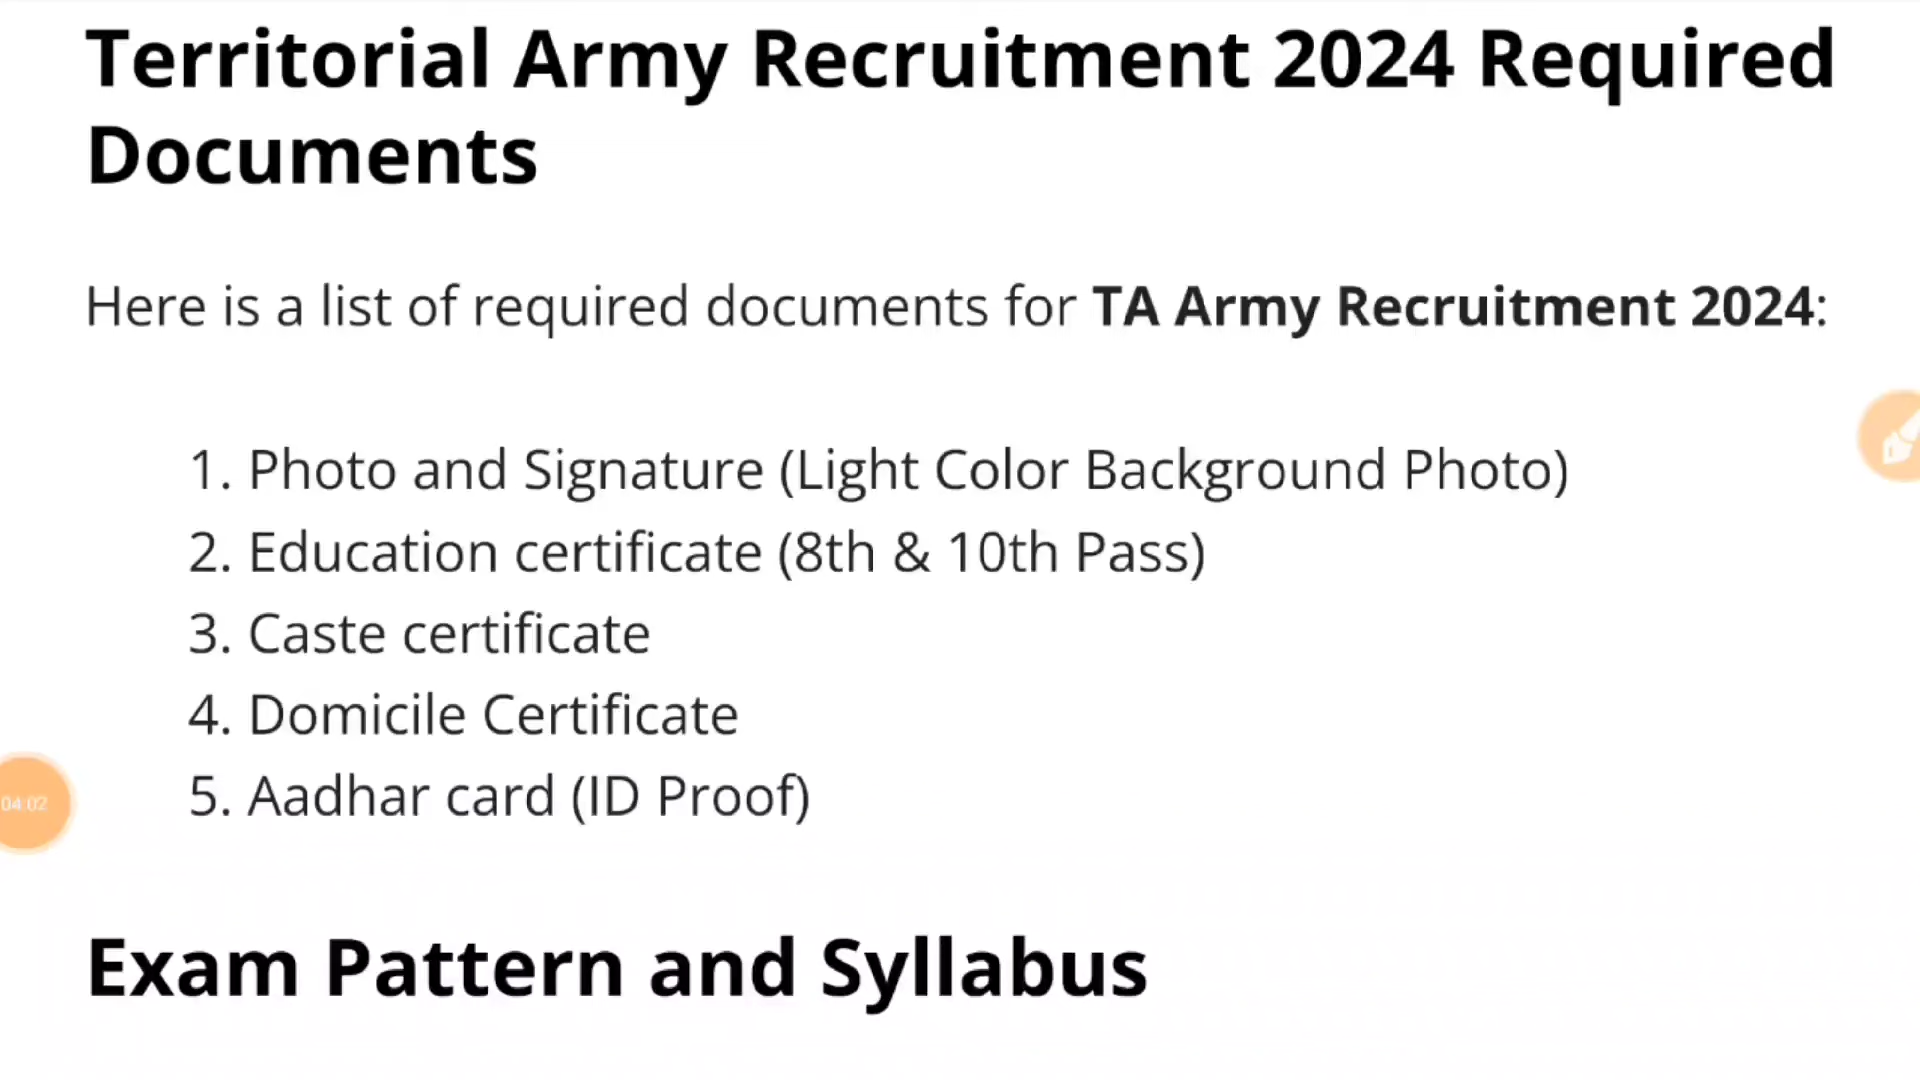 Territorial Army Recruitment 2024 Required
Documents
Here is a list of required documents for TA Army Recruitment 2024:
1. Photo and Signature (Light Color Background Photo)
2. Education certificate (8th & 10th Pass)
3. Caste certificate
4. Domicile Certificate
5. Aadhar card (ID Proof)
04:02
Exam Pattern and Syllabus